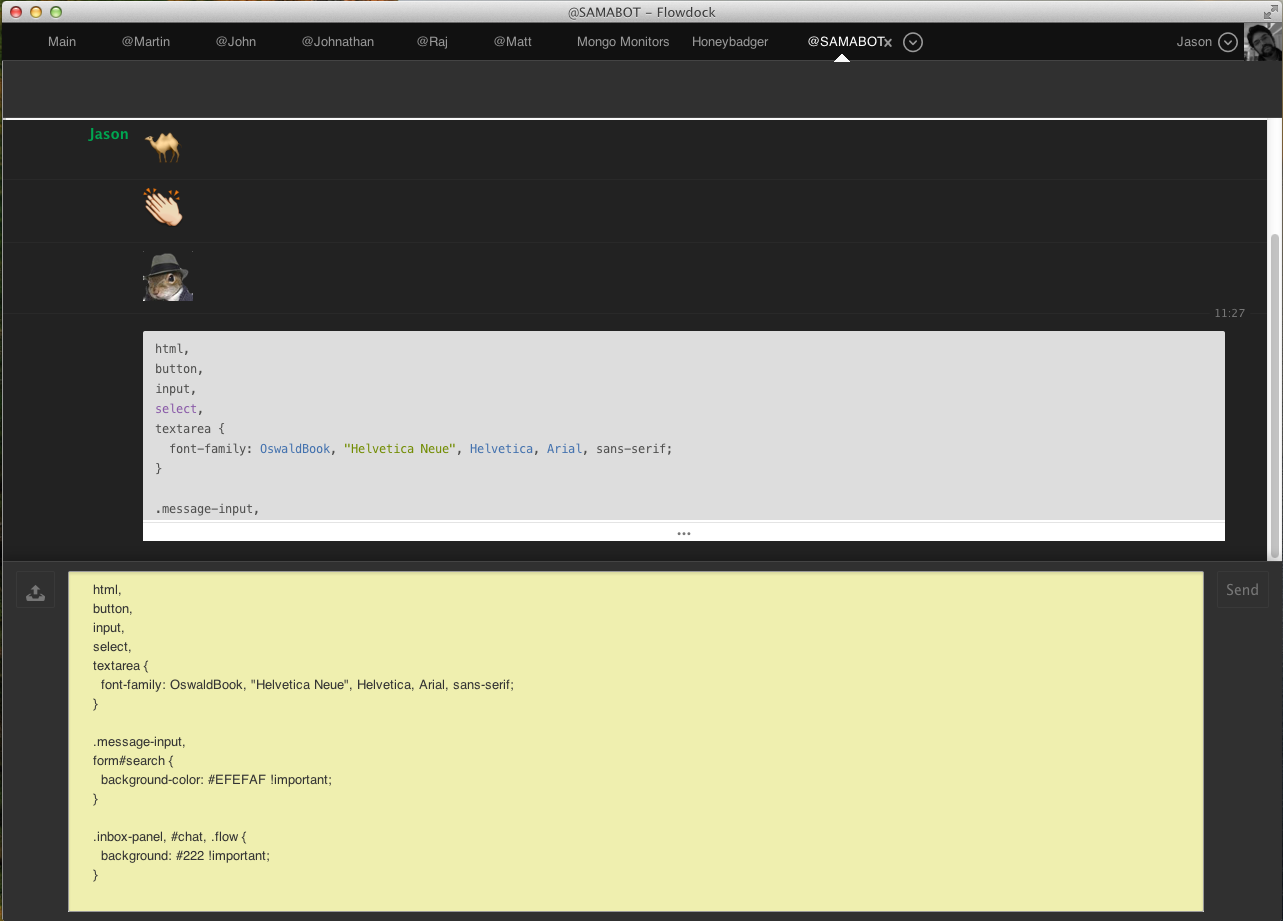 @SAMABOT – Flowdock
Main @Martin @John @Johnathan @Raj @Matt Mongo Monitors Honeybadger @SAMABOTx Jason
Jason
11:27
html,
button,
input,
select,
textarea {
  font-family: OswaldBook, "Helvetica Neue", Helvetica, Arial, sans-serif;
}
.message-input,
•••
html,
button,
input,
select,
textarea {
  font-family: OswaldBook, "Helvetica Neue", Helvetica, Arial, sans-serif;
}
.message-input,
form#search {
  background-color: #EFEFAF !important;
}
.inbox-panel, #chat, .flow {
  background: #222 !important;
}
Send